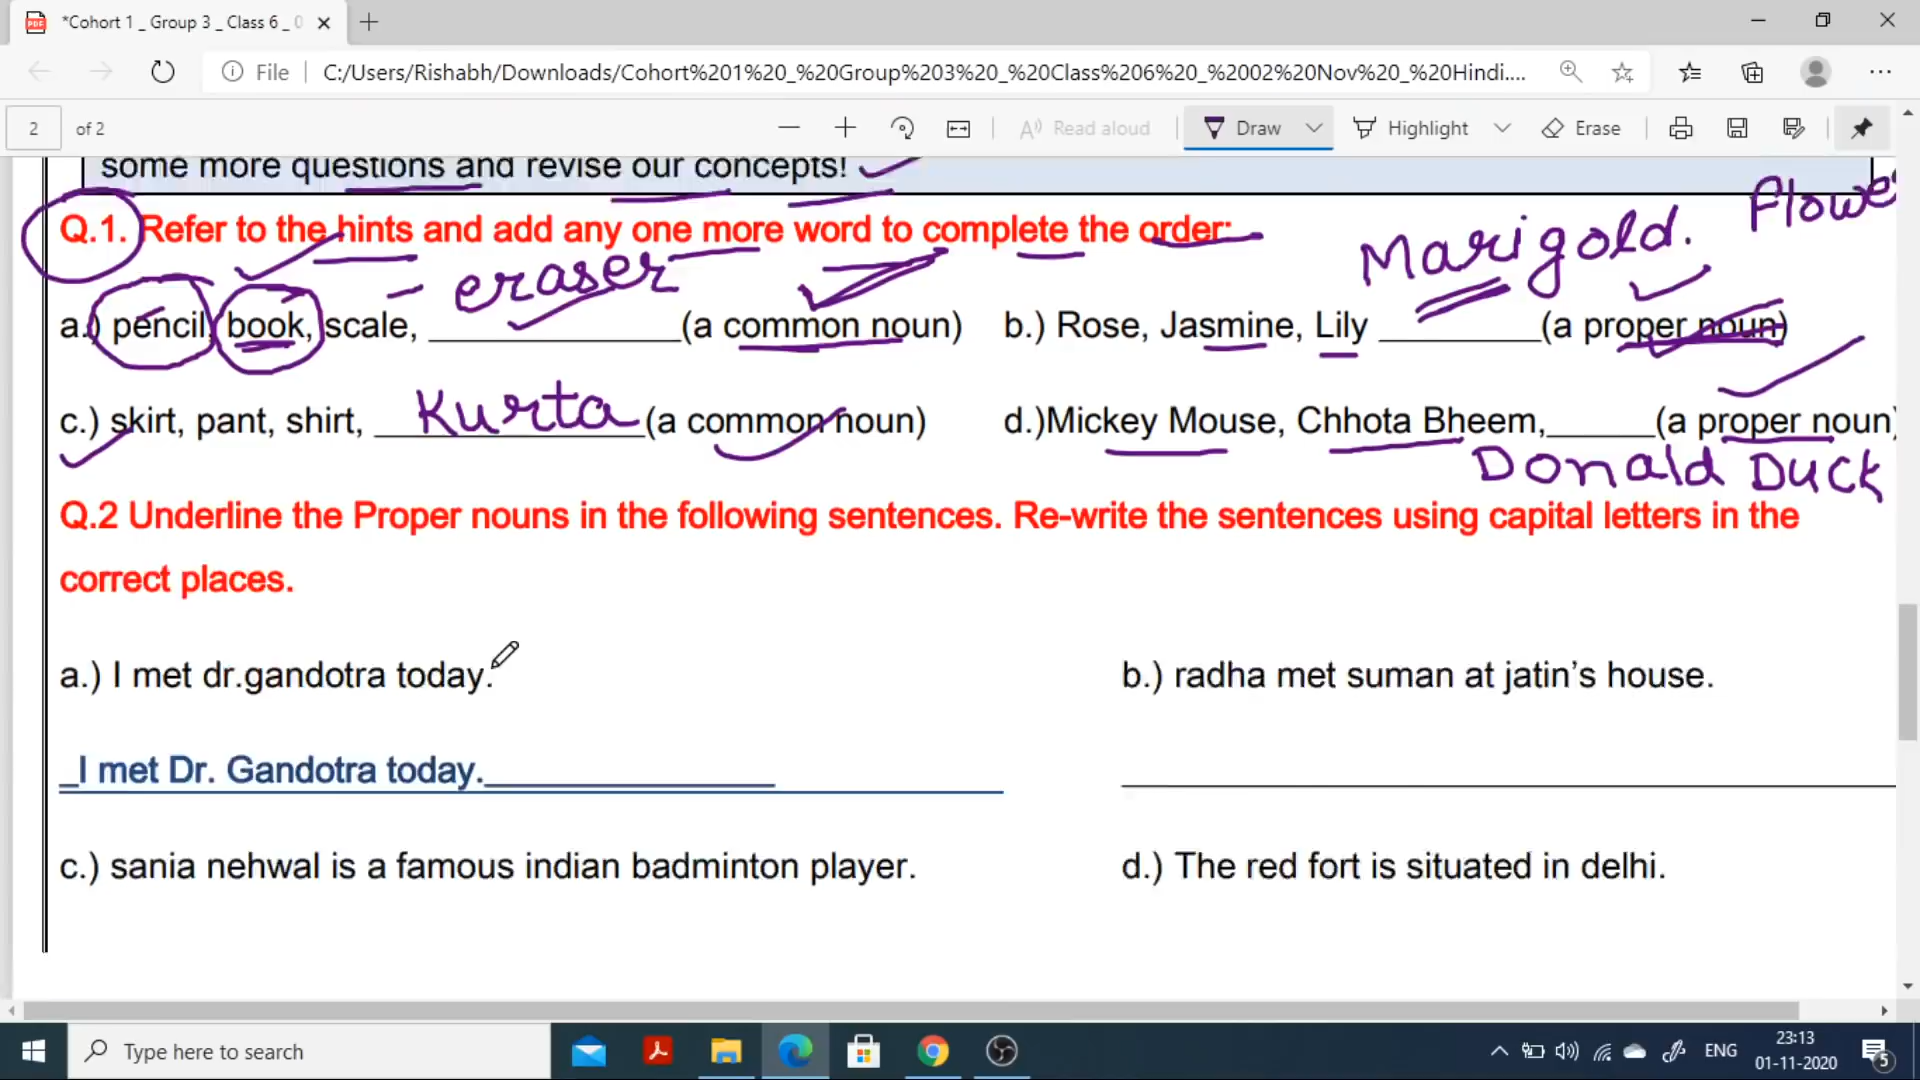 *Cohort 1 _ Group 3 _ Class 6 _ 0
File C:/Users/Rishabh/Downloads/Cohort%201%20_%20Group%203%20_%20Class%206%20_%2002%20Nov%20_%20Hindi....
2 of 2 Read aloud Draw Highlight Erase
some more questions and revise our concepts!
Flowe
Q.1. Refer to the hints and add any one more word to complete the order:
Marigold.
eraser
a.) pencil, book, scale, _____________(a common noun) b.) Rose, Jasmine, Lily ________(a proper noun)
c.) skirt, pant, shirt, Kurta (a common noun) d.)Mickey Mouse, Chhota Bheem,_____(a proper noun)
Donald Duck
Q.2 Underline the Proper nouns in the following sentences. Re-write the sentences using capital letters in the
correct places.
a.) I met dr.gandotra today. b.) radha met suman at jatin’s house.
_I met Dr. Gandotra today._______________
c.) sania nehwal is a famous indian badminton player. d.) The red fort is situated in delhi.
Type here to search
ENG
23:13
01-11-2020
5